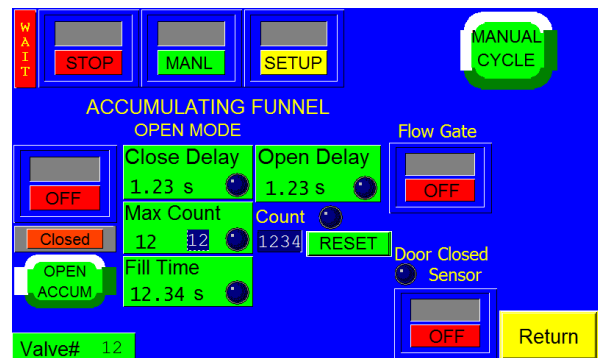 WAIT
STOP
MANL
SETUP
MANUAL
CYCLE
ACCUMULATING FUNNEL
OPEN MODE
Flow Gate
OFF
Close Delay
1.23 s
Open Delay
1.23 s
OFF
Max Count
12 12
Count
1234 RESET
Closed
OPEN
ACCUM
Fill Time
12.34 s
Door Closed
Sensor
OFF
Return
Valve# 12